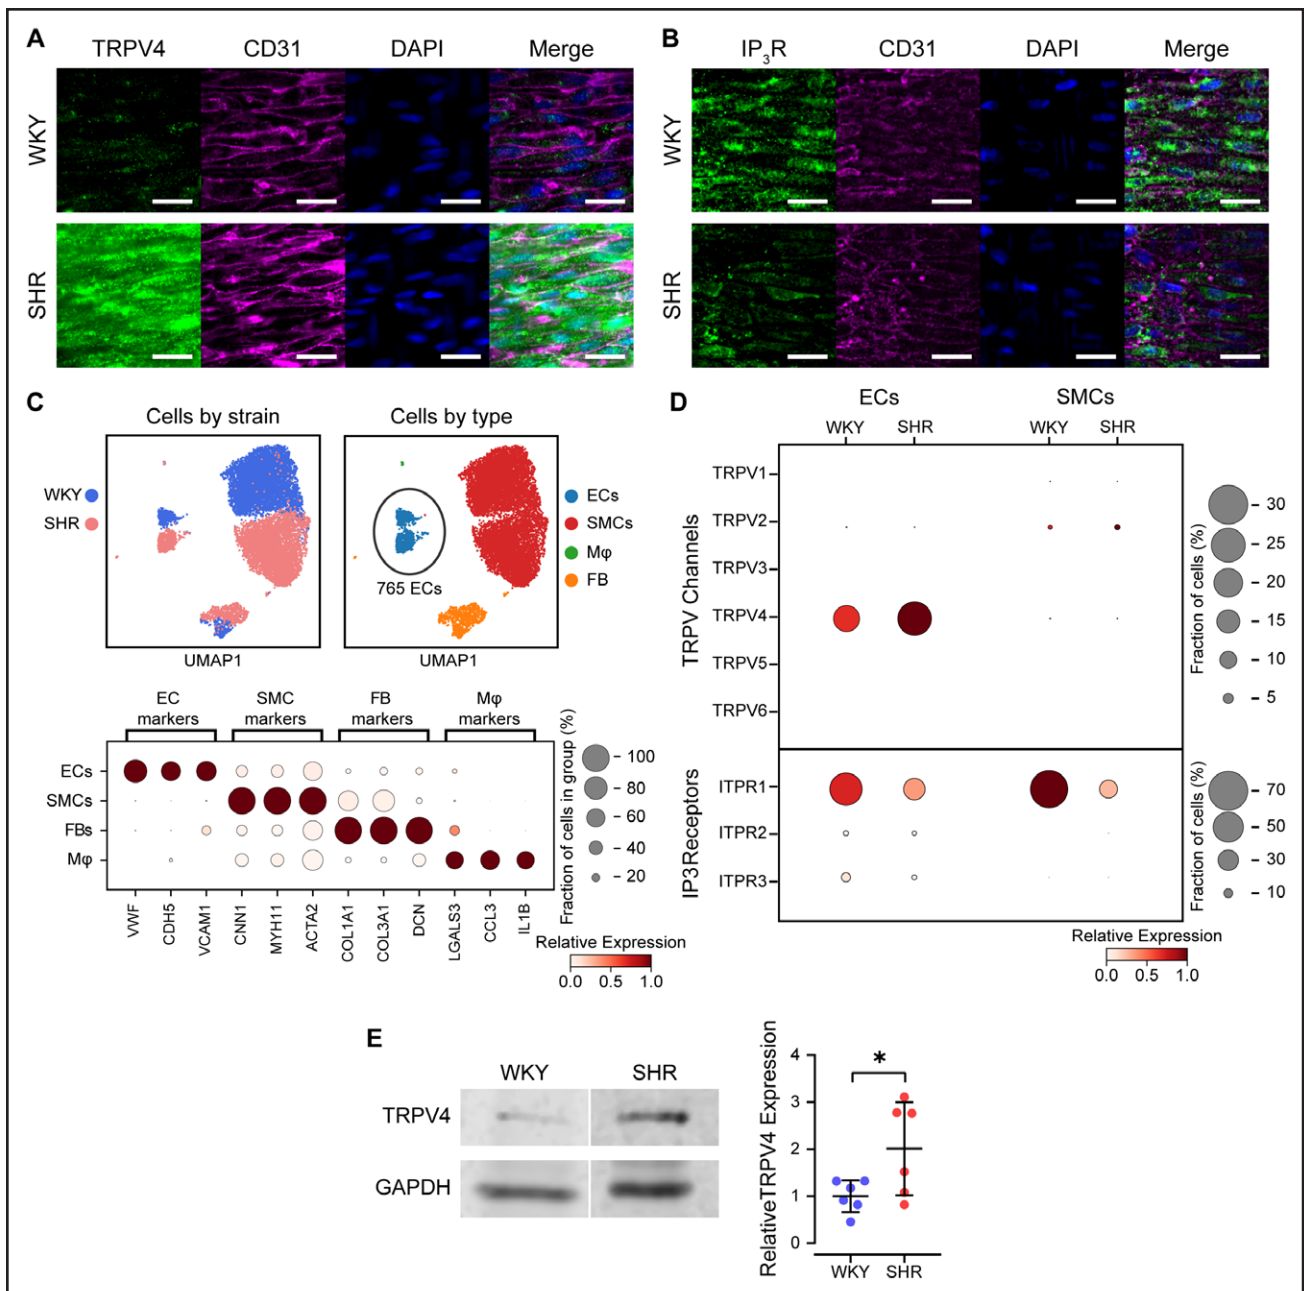 A
TRPV4 CD31 DAPI Merge
WKY
SHR
B
IP3R CD31 DAPI Merge
WKY
SHR
C
Cells by strain
Cells by type
WKY
SHR
765 ECs
ECs
SMCs
Mφ
FB
UMAP1
UMAP1
EC markers
SMC markers
FB markers
Mφ markers
ECs
SMCs
FBs
Mφ
VWF
CDH5
VCAM1
CNN1
MYH11
ACTA2
COL1A1
COL3A1
DCN
LGALS3
CCL3
IL1B
Fraction of cells in group (%)
100
80
60
40
20
Relative Expression
0.0 0.5 1.0
D
ECs SMCs
WKY SHR WKY SHR
TRPV Channels
TRPV1
TRPV2
TRPV3
TRPV4
TRPV5
TRPV6
Fraction of cells (%)
30
25
20
15
10
5
IP3Receptors
ITPR1
ITPR2
ITPR3
Fraction of cells (%)
70
50
30
10
Relative Expression
0.0 0.5 1.0
E
WKY SHR
TRPV4
GAPDH
RelativeTRPV4 Expression
4
3
2
1
0
*
WKY SHR